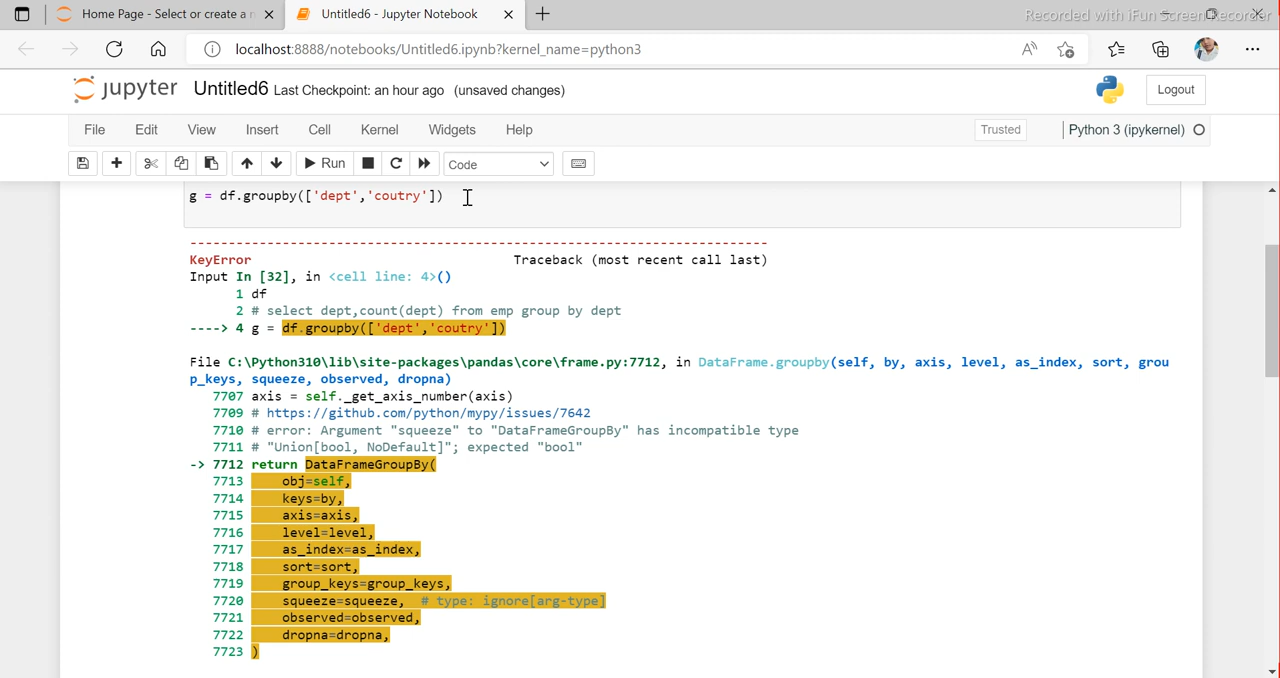 Home Page - Select or create a n
Untitled6 - Jupyter Notebook
Recorded with iFun Screen Recorder
localhost:8888/notebooks/Untitled6.ipynb?kernel_name=python3
jupyter Untitled6 Last Checkpoint: an hour ago (unsaved changes)
Logout
File Edit View Insert Cell Kernel Widgets Help
Trusted
Python 3 (ipykernel)
Run
Code
g = df.groupby(['dept','coutry'])
---------------------------------------------------------------------------
KeyError Traceback (most recent call last)
Input In [32], in <cell line: 4>()
1 df
2 # select dept,count(dept) from emp group by dept
----> 4 g = df.groupby(['dept','coutry'])
File C:\Python310\lib\site-packages\pandas\core\frame.py:7712, in DataFrame.groupby(self, by, axis, level, as_index, sort, grou
p_keys, squeeze, observed, dropna)
7707 axis = self._get_axis_number(axis)
7709 # https://github.com/python/mypy/issues/7642
7710 # error: Argument "squeeze" to "DataFrameGroupBy" has incompatible type
7711 # "Union[bool, NoDefault]"; expected "bool"
-> 7712 return DataFrameGroupBy(
7713 obj=self,
7714 keys=by,
7715 axis=axis,
7716 level=level,
7717 as_index=as_index,
7718 sort=sort,
7719 group_keys=group_keys,
7720 squeeze=squeeze, # type: ignore[arg-type]
7721 observed=observed,
7722 dropna=dropna,
7723 )